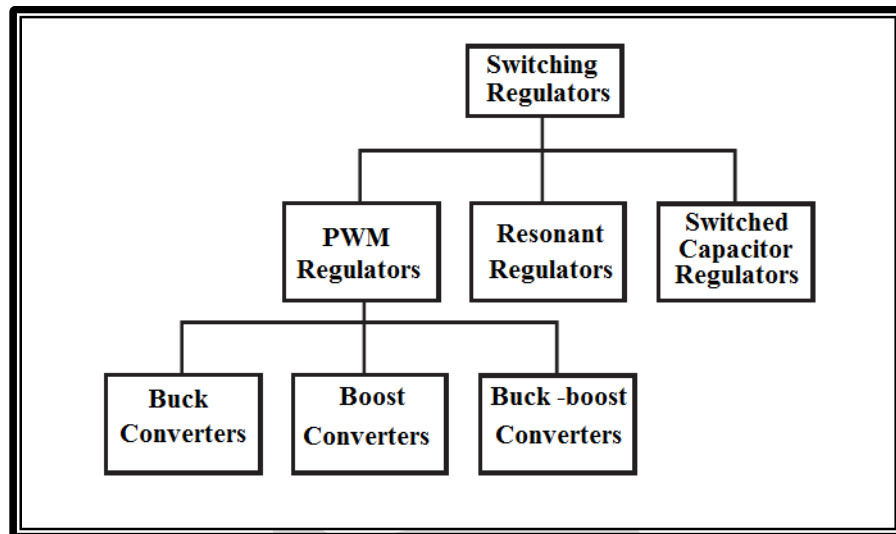 Switching
Regulators
PWM
Regulators
Resonant
Regulators
Switched
Capacitor
Regulators
Buck
Converters
Boost
Converters
Buck -boost
Converters